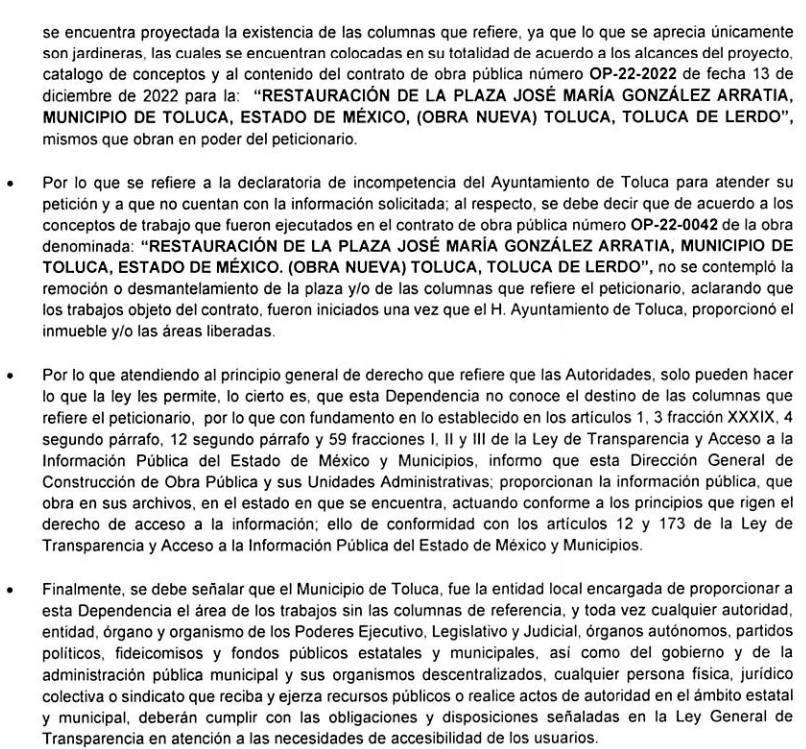 se encuentra proyectada la existencia de las columnas que refiere, ya que lo que se aprecia únicamente
son jardineras, las cuales se encuentran colocadas en su totalidad de acuerdo a los alcances del proyecto,
catalogo de conceptos y al contenido del contrato de obra pública número OP-22-2022 de fecha 13 de
diciembre de 2022 para la: "RESTAURACIÓN DE LA PLAZA JOSÉ MARÍA GONZÁLEZ ARRATIA,
MUNICIPIO DE TOLUCA, ESTADO DE MÉXICO, (OBRA NUEVA) TOLUCA, TOLUCA DE LERDO",
mismos que obran en poder del peticionario.
• Por lo que se refiere a la declaratoria de incompetencia del Ayuntamiento de Toluca para atender su
petición y a que no cuentan con la información solicitada; al respecto, se debe decir que de acuerdo a los
conceptos de trabajo que fueron ejecutados en el contrato de obra pública número OP-22-0042 de la obra
denominada: "RESTAURACIÓN DE LA PLAZA JOSÉ MARÍA GONZÁLEZ ARRATIA, MUNICIPIO DE
TOLUCA, ESTADO DE MÉXICO. (OBRA NUEVA) TOLUCA, TOLUCA DE LERDO", no se contempló la
remoción o desmantelamiento de la plaza y/o de las columnas que refiere el peticionario, aclarando que
los trabajos objeto del contrato, fueron iniciados una vez que el H. Ayuntamiento de Toluca, proporcionó el
inmueble y/o las áreas liberadas.
• Por lo que atendiendo al principio general de derecho que refiere que las Autoridades, solo pueden hacer
lo que la ley les permite, lo cierto es, que esta Dependencia no conoce el destino de las columnas que
refiere el peticionario, por lo que con fundamento en lo establecido en los artículos 1, 3 fracción XXXIX, 4
segundo párrafo, 12 segundo párrafo y 59 fracciones I, II y III de la Ley de Transparencia y Acceso a la
Información Pública del Estado de México y Municipios, informo que esta Dirección General de
Construcción de Obra Pública y sus Unidades Administrativas; proporcionan la información pública, que
obra en sus archivos, en el estado en que se encuentra, actuando conforme a los principios que rigen el
derecho de acceso a la información; ello de conformidad con los artículos 12 y 173 de la Ley de
Transparencia y Acceso a la Información Pública del Estado de México y Municipios.
• Finalmente, se debe señalar que el Municipio de Toluca, fue la entidad local encargada de proporcionar a
esta Dependencia el área de los trabajos sin las columnas de referencia, y toda vez cualquier autoridad,
entidad, órgano y organismo de los Poderes Ejecutivo, Legislativo y Judicial, órganos autónomos, partidos
políticos, fideicomisos y fondos públicos estatales y municipales, así como del gobierno y de la
administración pública municipal y sus organismos descentralizados, cualquier persona física, jurídico
colectiva o sindicato que reciba y ejerza recursos públicos o realice actos de autoridad en el ámbito estatal
y municipal, deberán cumplir con las obligaciones y disposiciones señaladas en la Ley General de
Transparencia en atención a las necesidades de accesibilidad de los usuarios.